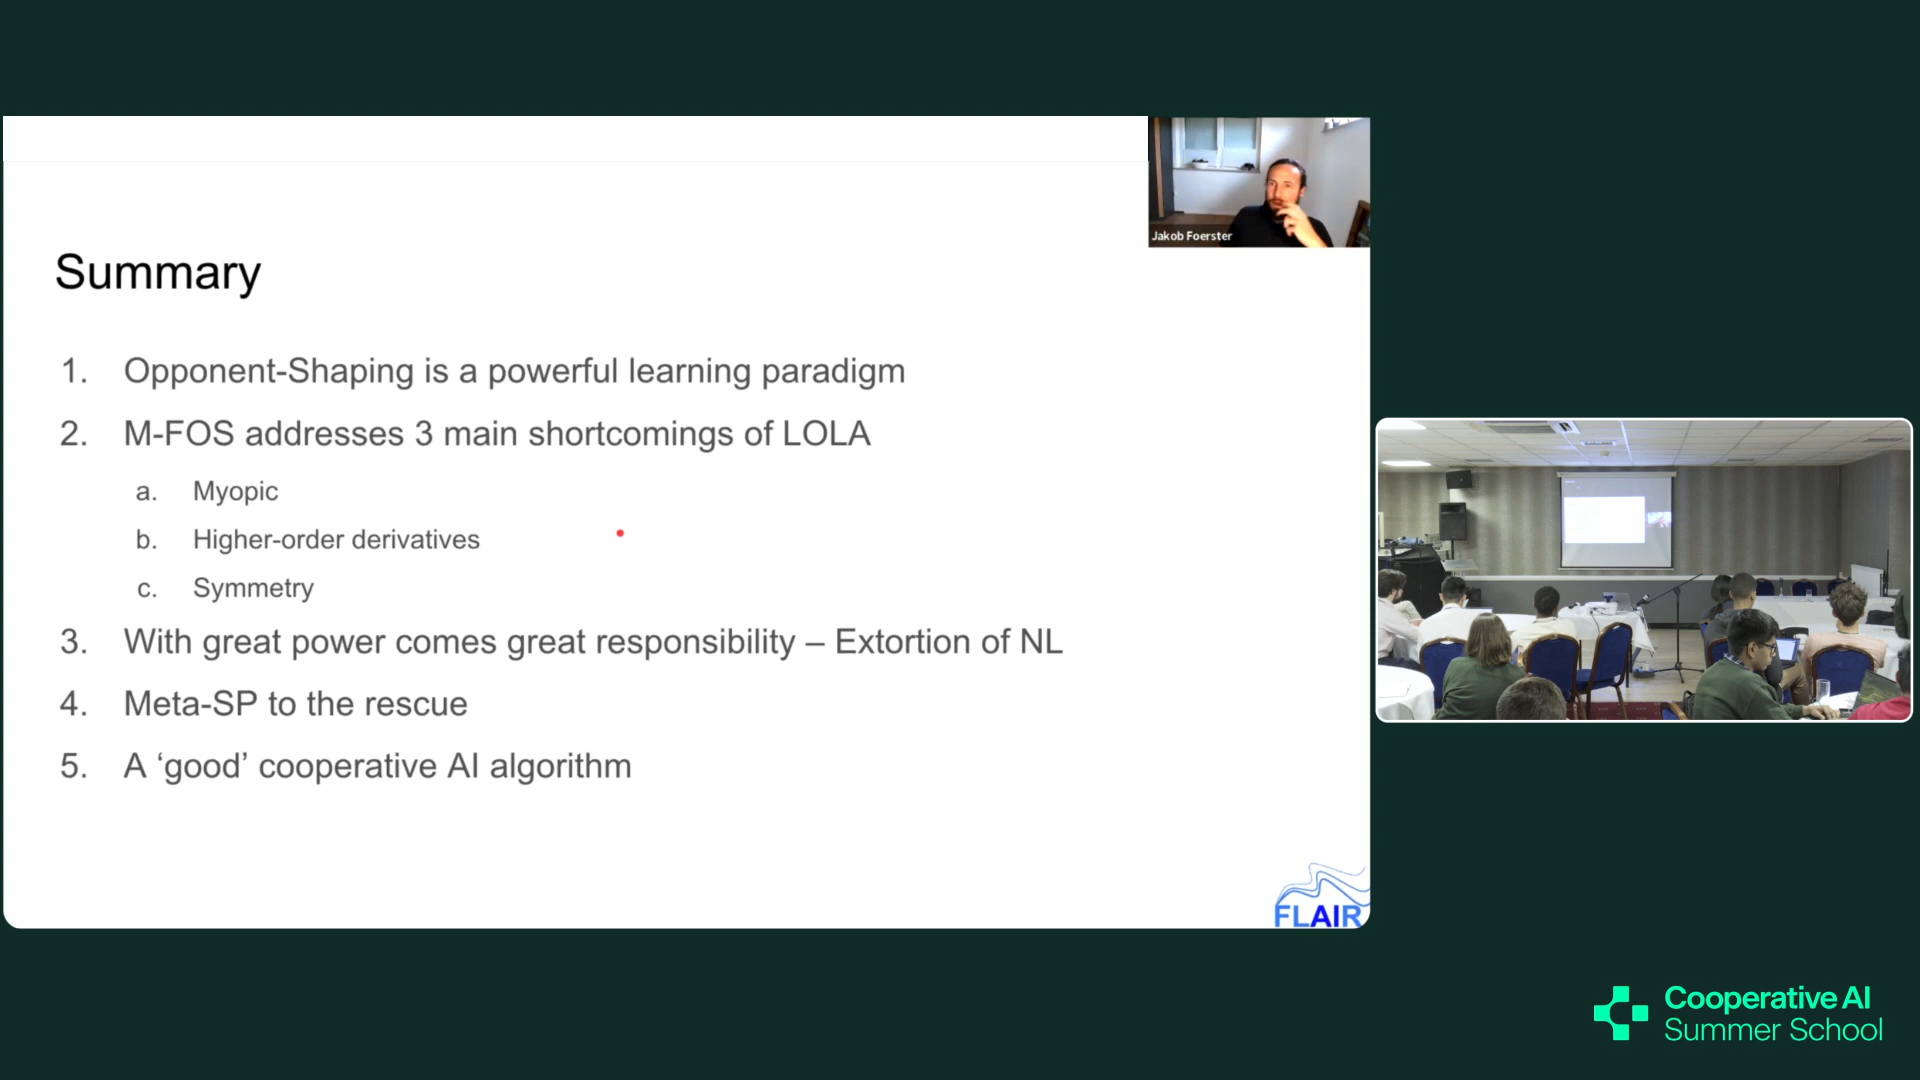 Jakob Foerster
Summary
1. Opponent-Shaping is a powerful learning paradigm
2. M-FOS addresses 3 main shortcomings of LOLA
a. Myopic
b. Higher-order derivatives
c. Symmetry
3. With great power comes great responsibility – Extortion of NL
4. Meta-SP to the rescue
5. A ‘good’ cooperative AI algorithm
FLAIR
Cooperative AI
Summer School